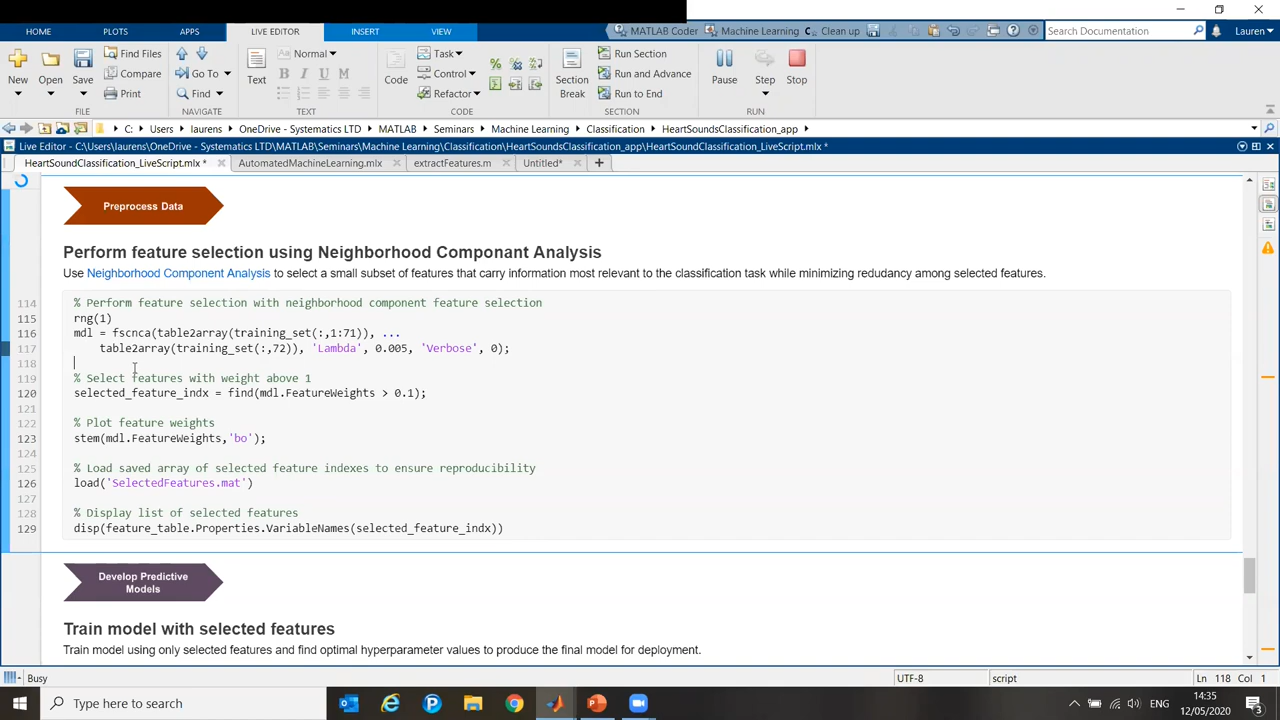 HOME PLOTS APPS LIVE EDITOR INSERT VIEW MATLAB Coder Machine Learning Clean up Search Documentation Lauren
New Open Save Find Files Compare Print Go To Find Text Normal B I U M Code Task Control Refactor Section Break Run Section Run and Advance Run to End Pause Step Stop
FILE NAVIGATE TEXT CODE SECTION RUN
C: Users laurens OneDrive - Systematics LTD MATLAB Seminars Machine Learning Classification HeartSoundsClassification_app
Live Editor - C:\Users\laurens\OneDrive - Systematics LTD\MATLAB\Seminars\Machine Learning\Classification\HeartSoundsClassification_app\HeartSoundClassification_LiveScript.mlx *
HeartSoundClassification_LiveScript.mlx * AutomatedMachineLearning.mlx extractFeatures.m Untitled*
Preprocess Data
Perform feature selection using Neighborhood Componant Analysis
Use Neighborhood Component Analysis to select a small subset of features that carry information most relevant to the classification task while minimizing redudancy among selected features.
114 % Perform feature selection with neighborhood component feature selection
115 rng(1)
116 mdl = fscnca(table2array(training_set(:,1:71)), ...
117 table2array(training_set(:,72)), 'Lambda', 0.005, 'Verbose', 0);
118
119 % Select features with weight above 1
120 selected_feature_indx = find(mdl.FeatureWeights > 0.1);
121
122 % Plot feature weights
123 stem(mdl.FeatureWeights,'bo');
124
125 % Load saved array of selected feature indexes to ensure reproducibility
126 load('SelectedFeatures.mat')
127
128 % Display list of selected features
129 disp(feature_table.Properties.VariableNames(selected_feature_indx))
Develop Predictive
Models
Train model with selected features
Train model using only selected features and find optimal hyperparameter values to produce the final model for deployment.
Busy UTF-8 script Ln 118 Col 1
Type here to search ENG 14:35
12/05/2020 3